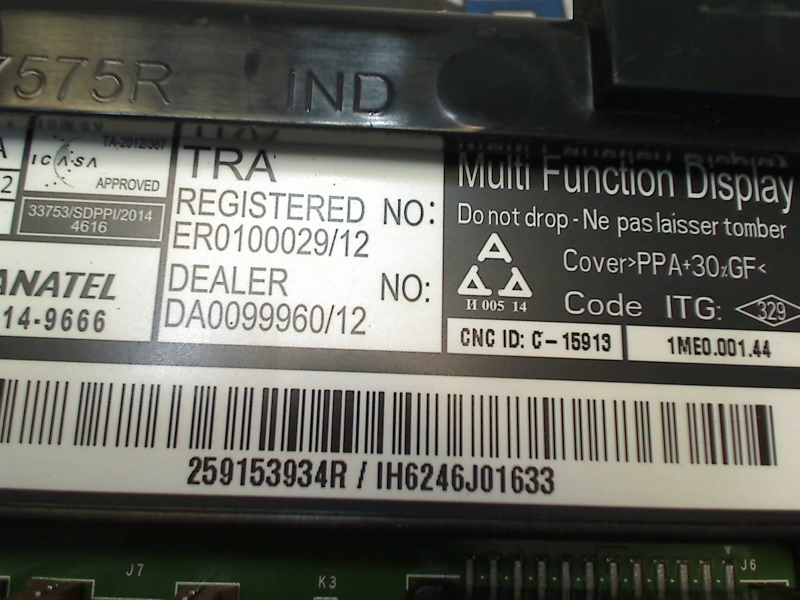 7575R IND
TA-2012/367
ICASA
APPROVED
33753/SDPPI/2014
4616
ANATEL
14-9666
TRA
REGISTERED NO:
ER0100029/12
DEALER NO:
DA0099960/12
Multi Function Display
Do not drop - Ne pas laisser tomber
Cover>PPA+30%GF<
И 005 14
Code ITG: 329
CNC ID: C-15913
1ME0.001.44
259153934R / IH6246J01633
J7
K3
J6